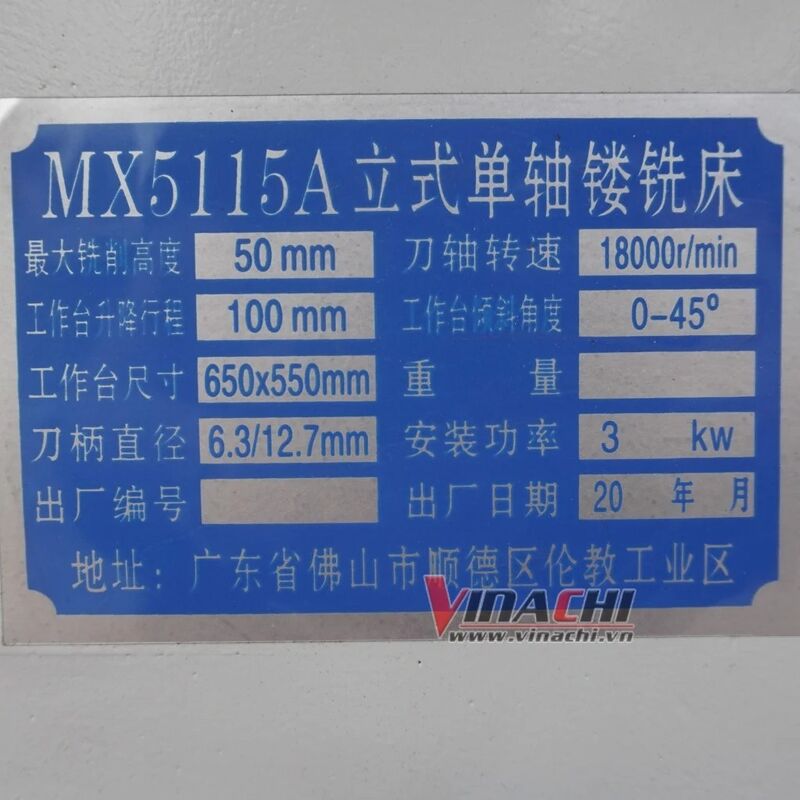 MX5115A立式单轴镂铣床
最大铣削高度 50 mm 刀轴转速 18000r/min
工作台升降行程 100 mm 工作台倾斜角度 0-45°
工作台尺寸 650x550mm 重量
刀柄直径 6.3/12.7mm 安装功率 3 kw
出厂编号 出厂日期 20 年 月
地址：广东省佛山市顺德区伦教工业区
VINACHI
www.vinachi.vn